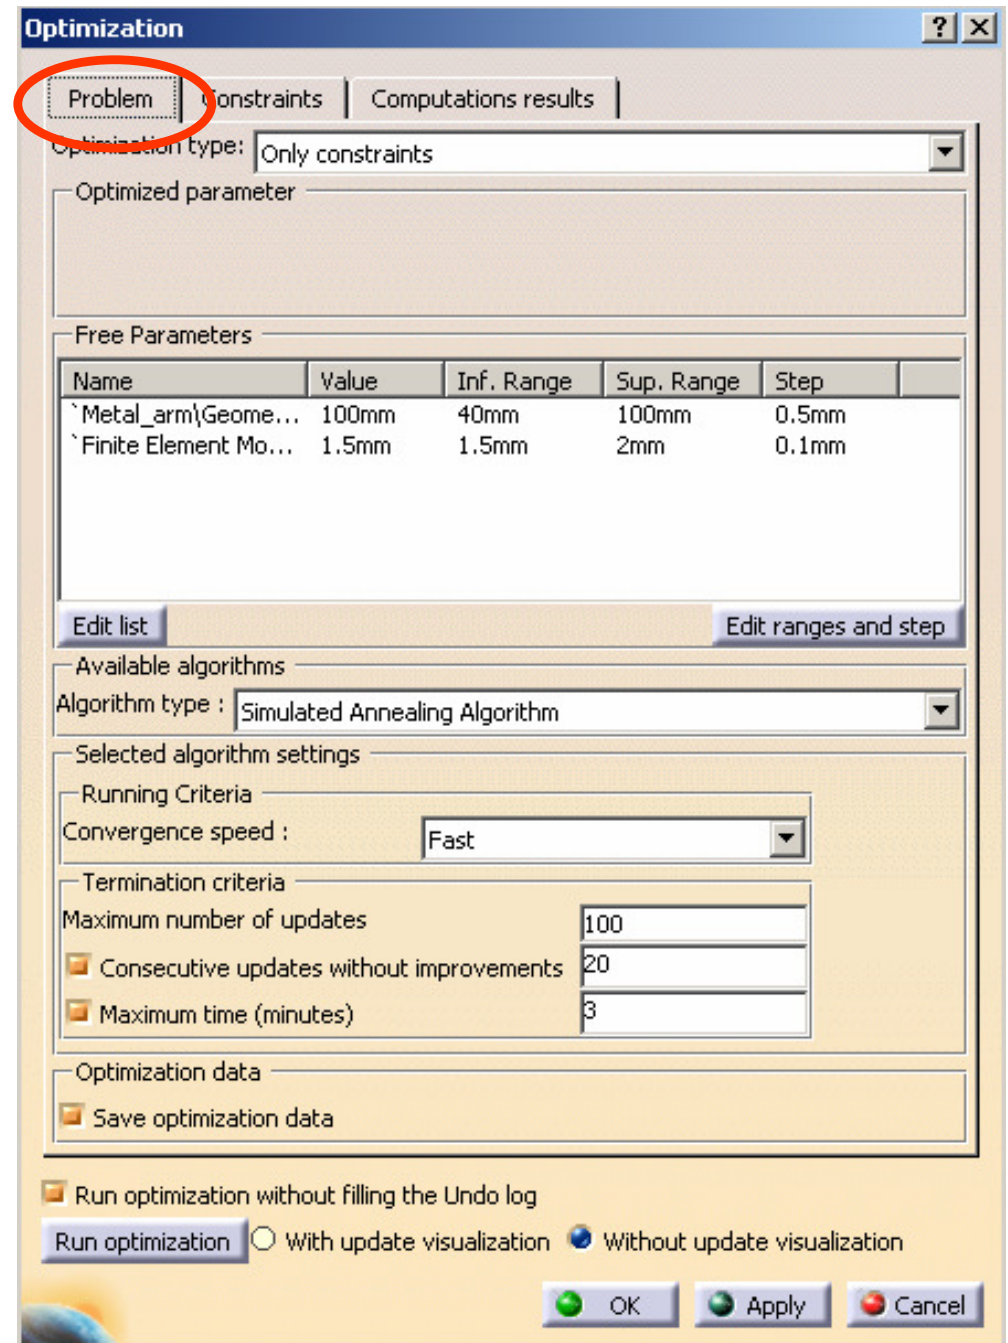 Optimization
Problem Constraints Computations results
Optimization type: Only constraints
Optimized parameter
Free Parameters
Name Value Inf. Range Sup. Range Step
`Metal_arm\Geome... 100mm 40mm 100mm 0.5mm
`Finite Element Mo... 1.5mm 1.5mm 2mm 0.1mm
Edit list Edit ranges and step
Available algorithms
Algorithm type : Simulated Annealing Algorithm
Selected algorithm settings
Running Criteria
Convergence speed : Fast
Termination criteria
Maximum number of updates 100
Consecutive updates without improvements 20
Maximum time (minutes) 3
Optimization data
Save optimization data
Run optimization without filling the Undo log
Run optimization With update visualization Without update visualization
OK Apply Cancel